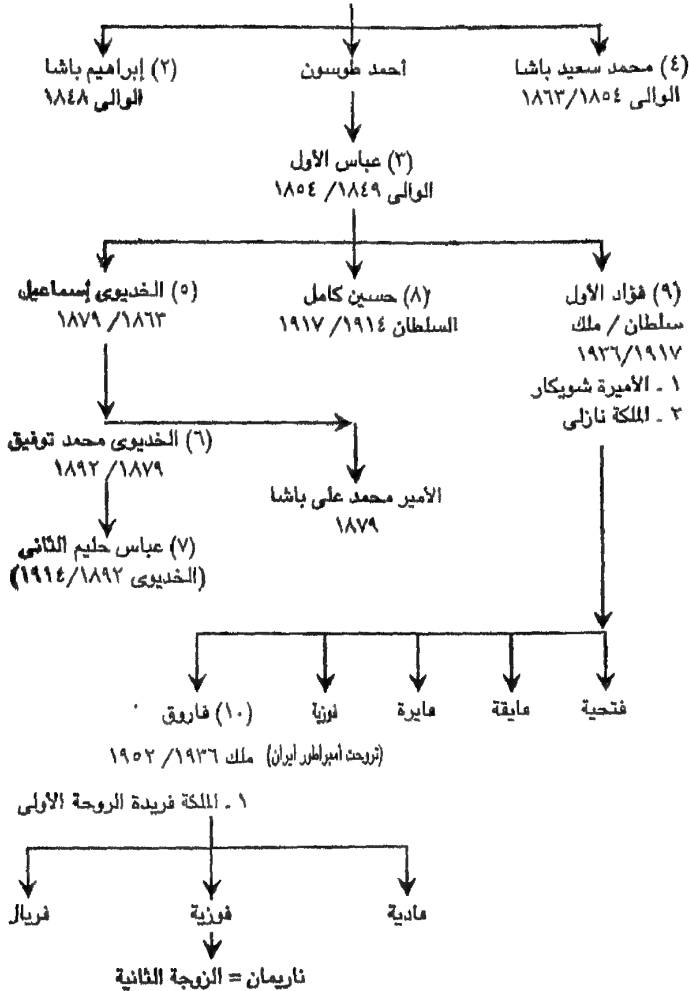 (٤) محمد سعيد باشا
الوالى ١٨٥٤/١٨٦٣
أحمد طوسون
(٢) إبراهيم باشا
الوالى ١٨٤٨
(٣) عباس الأول
الوالى ١٨٤٩/ ١٨٥٤
(٩) فؤاد الأول
سلطان / ملك
١٩١٧/١٩٣٦
١ ـ الأميرة شويكار
٢ ـ الملكة نازلى
(٨) حسين كامل
السلطان ١٩١٤/ ١٩١٧
(٥) الخديوى إسماعيل
١٨٦٣/ ١٨٧٩
(٦) الخديوى محمد توفيق
١٨٧٩/ ١٨٩٢
الأمير محمد على باشا
١٨٧٩
(٧) عباس حليم الثانى
(الخديوى ١٨٩٢/١٩١٤)
فتحية
فايقة
فايزة
فوزية
(١٠) فاروق
(تزوجت أمبراطور ايران)
ملك ١٩٣٦/ ١٩٥٢
١ ـ الملكة فريدة الزوجة الأولى
فادية
فوزية
فريال
ناريمان = الزوجة الثانية